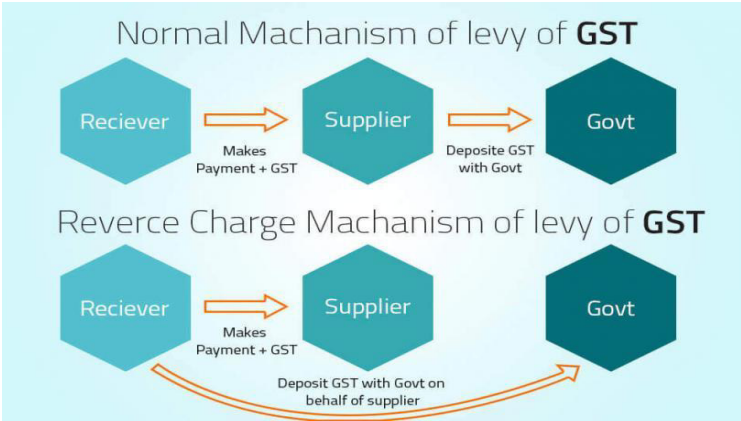 Normal Machanism of levy of GST
Reciever
Supplier
Govt
Makes
Payment + GST
Deposite GST
with Govt
Reverce Charge Machanism of levy of GST
Reciever
Supplier
Govt
Makes
Payment + GST
Deposit GST with Govt on
behalf of supplier